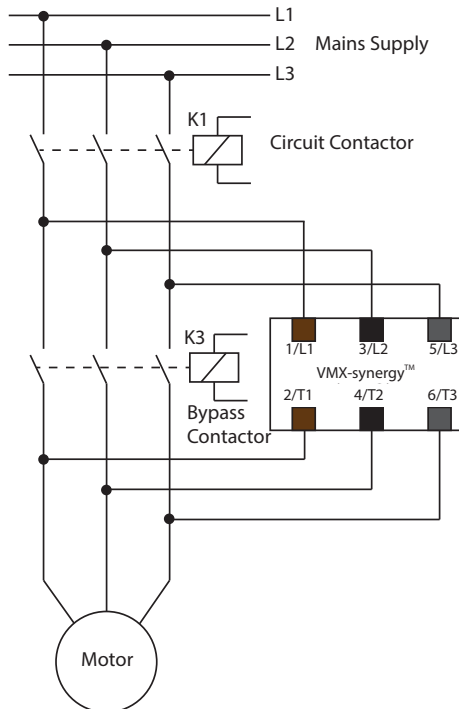 L1
L2 Mains Supply
L3
K1
Circuit Contactor
K3
1/L1 3/L2 5/L3
VMX-synergy™
2/T1 4/T2 6/T3
Bypass
Contactor
Motor